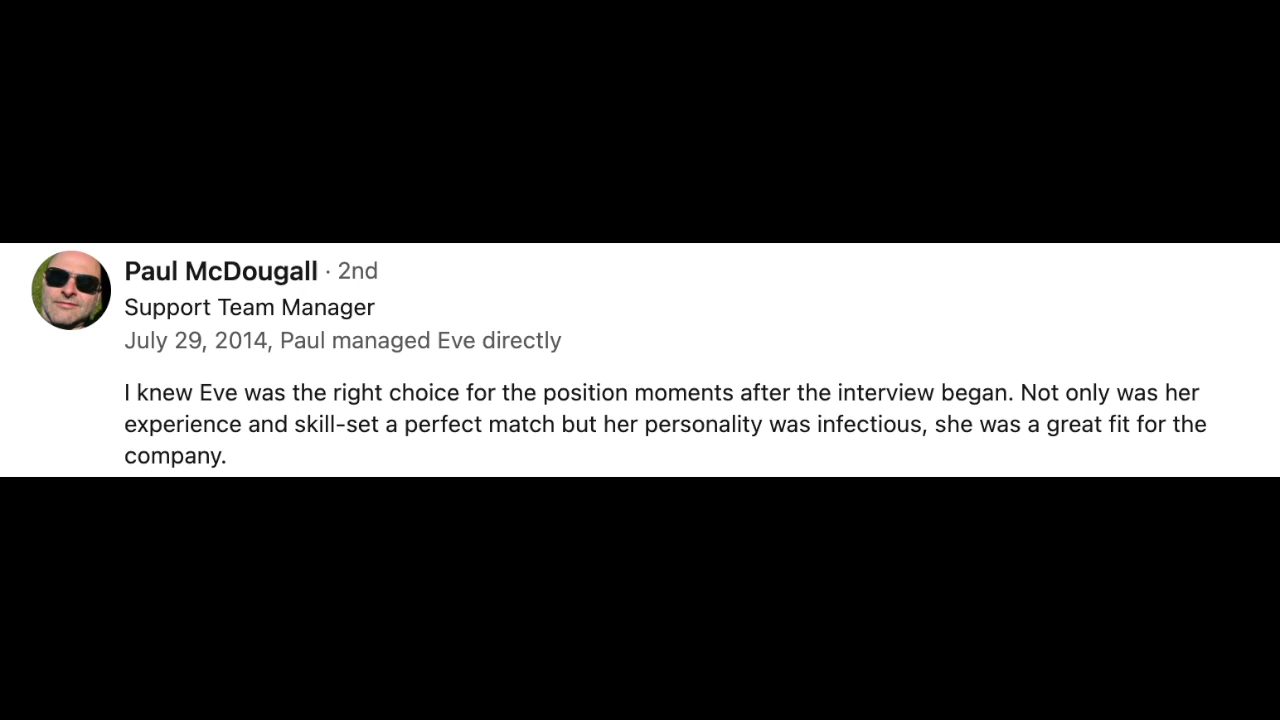 Paul McDougall · 2nd
Support Team Manager
July 29, 2014, Paul managed Eve directly
I knew Eve was the right choice for the position moments after the interview began. Not only was her
experience and skill-set a perfect match but her personality was infectious, she was a great fit for the
company.